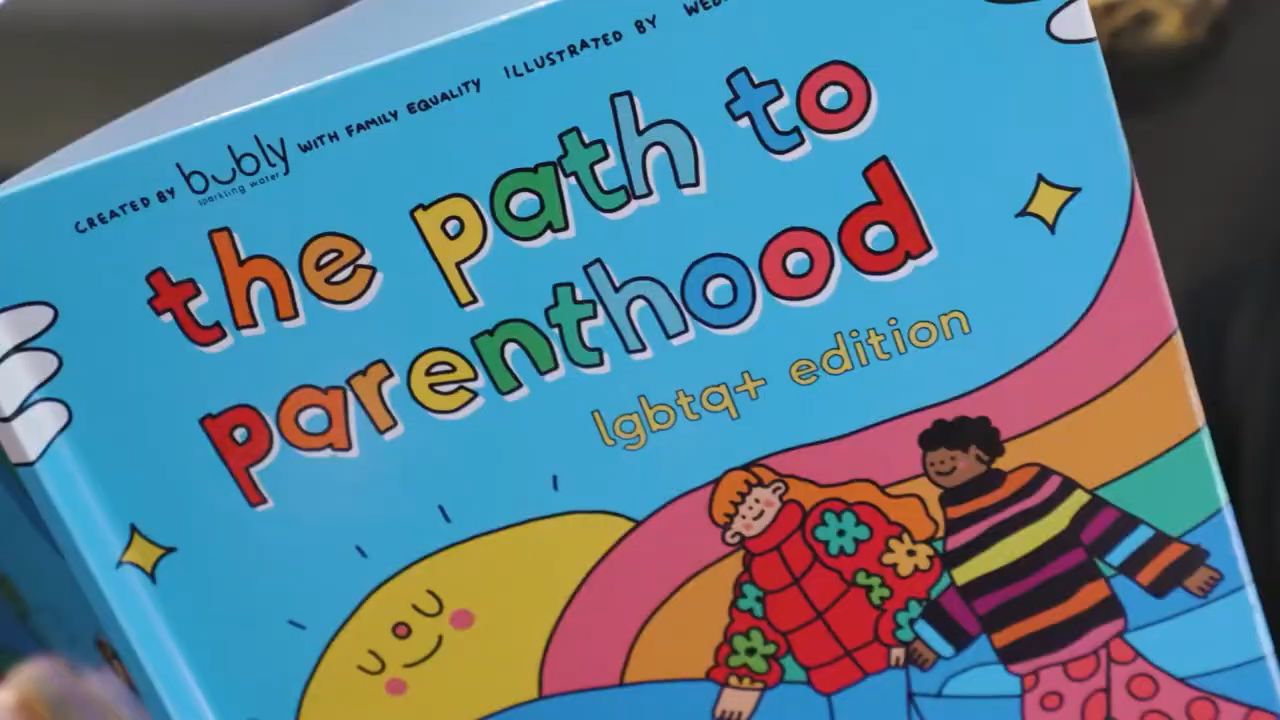 CREATED BY bubly WITH FAMILY EQUALITY ILLUSTRATED BY
sparkling water
the path to
parenthood
lgbtq+ edition